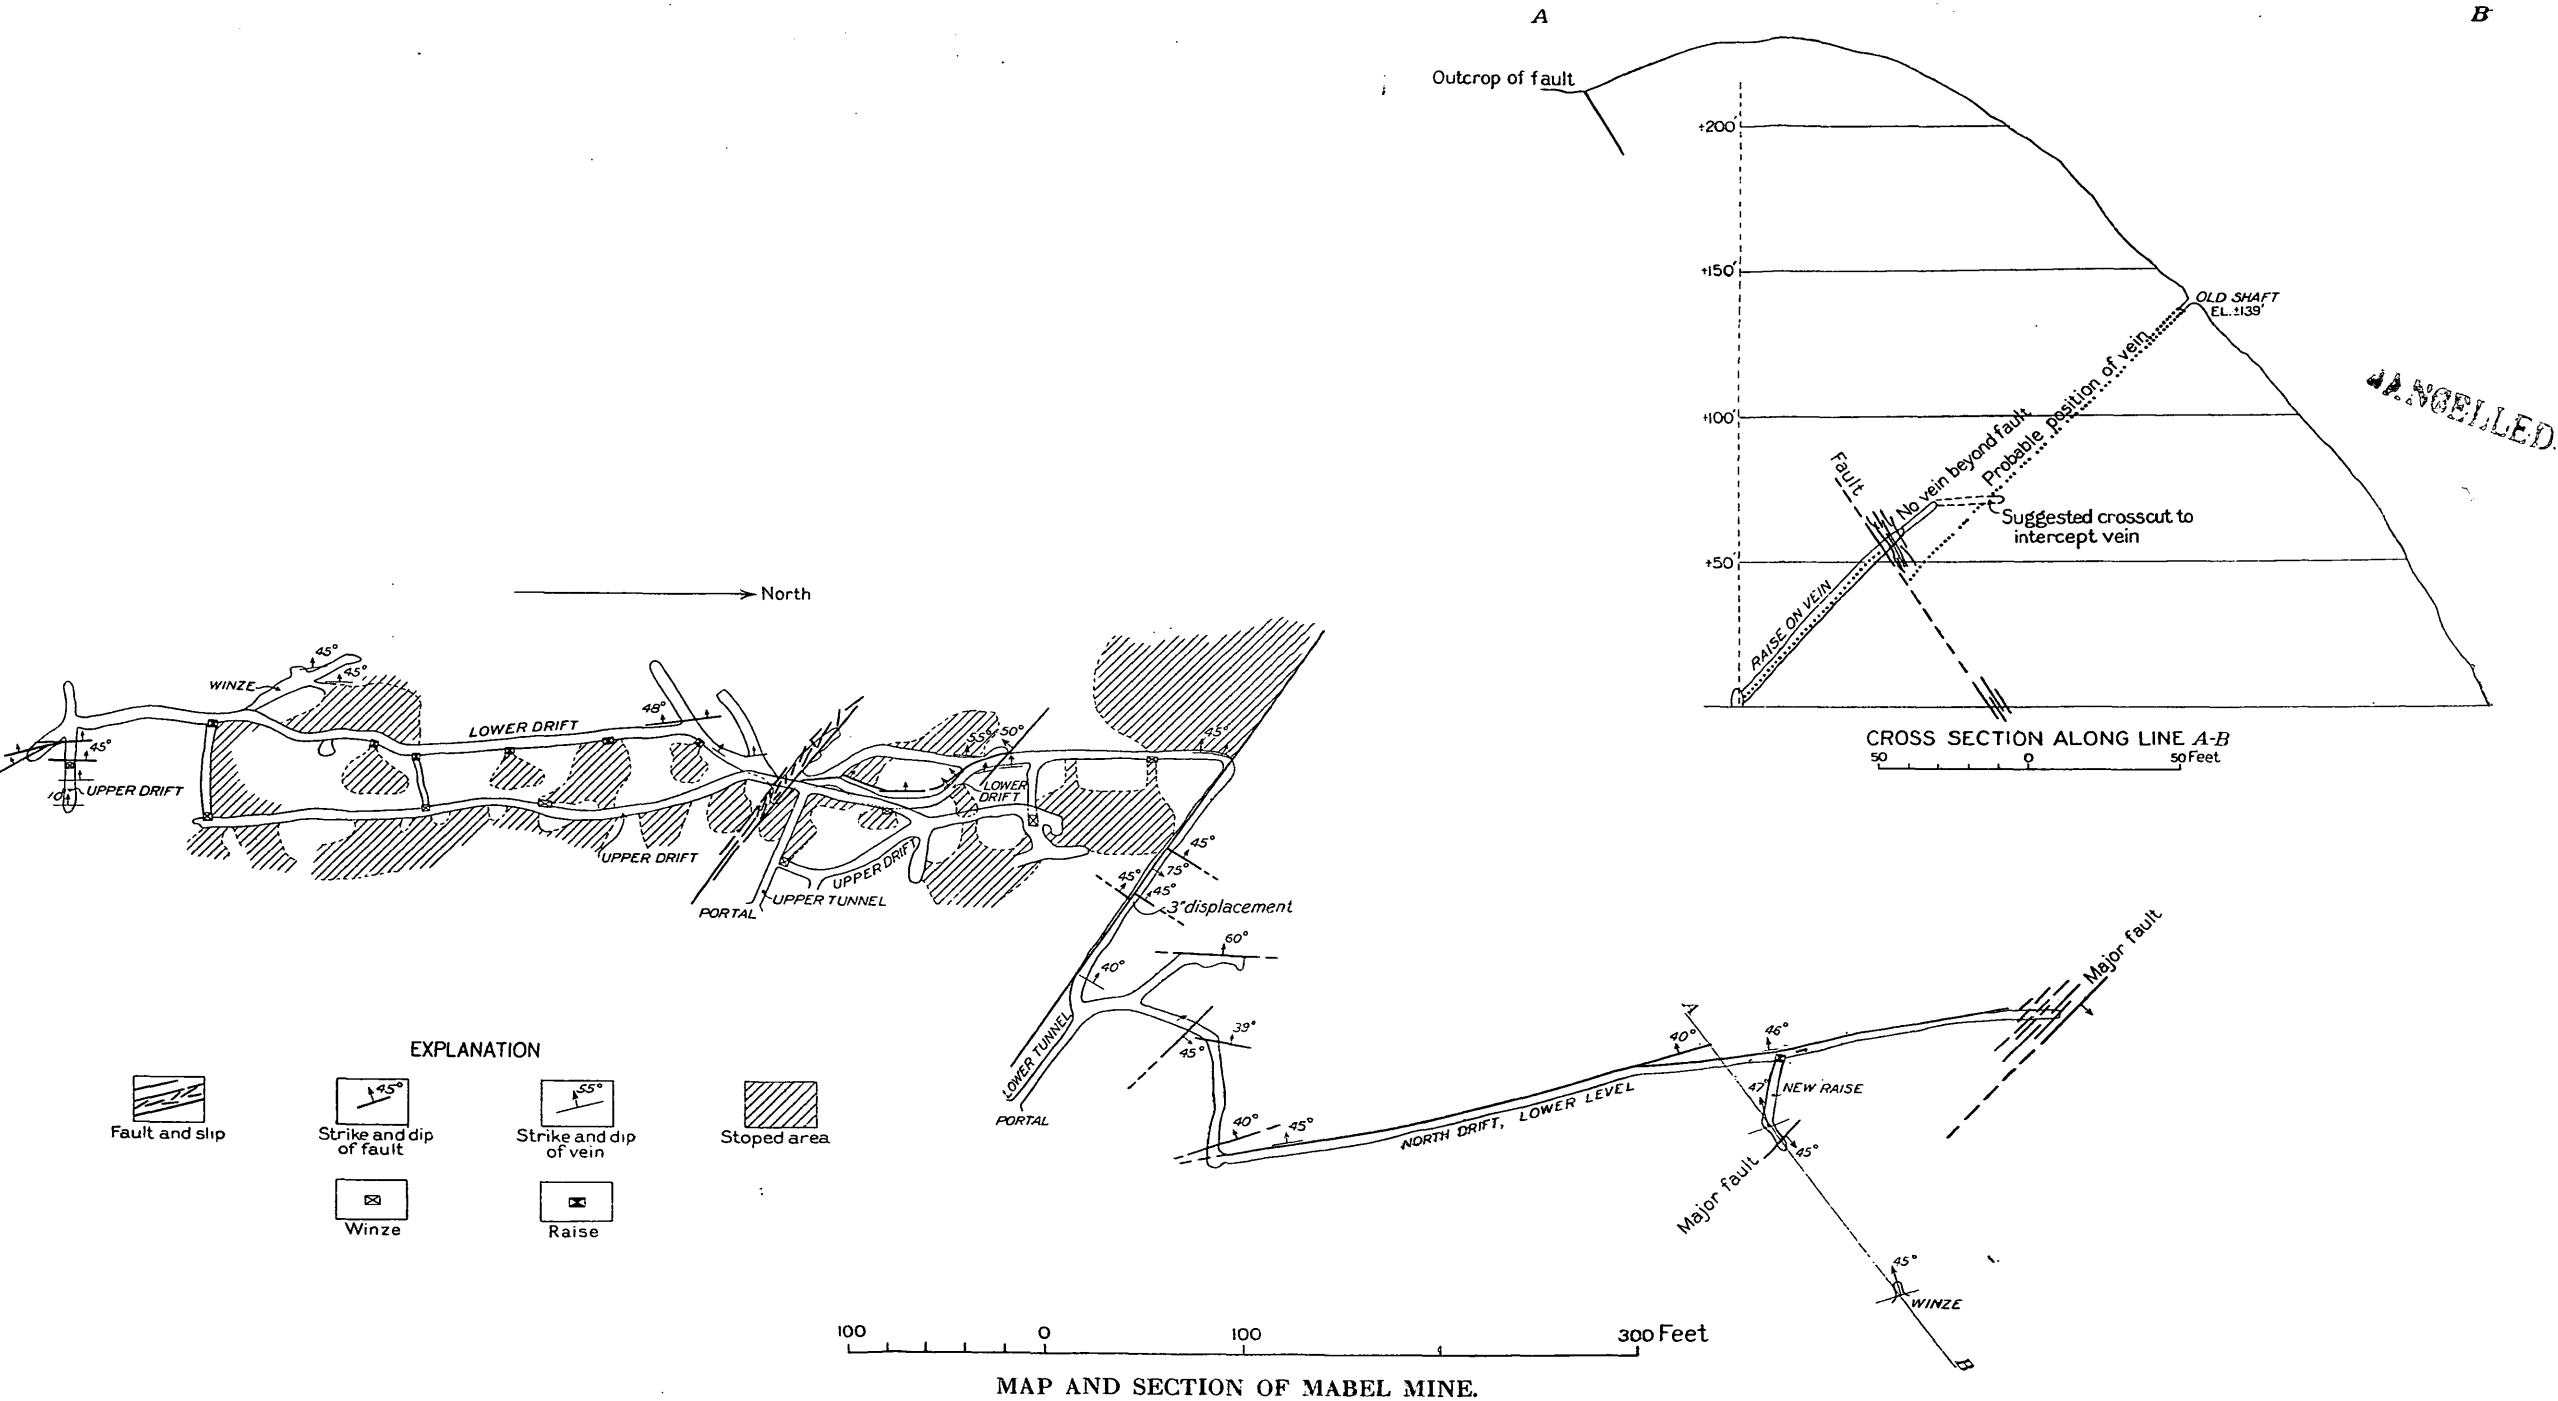 A
B
Outcrop of fault
+200'
+150'
OLD SHAFT
EL.±139'
+100'
Fault
No vein beyond fault
Probable position of vein
Suggested crosscut to
intercept vein
+50'
RAISE ON VEIN
CROSS SECTION ALONG LINE A-B
50
0
50 Feet
North
45°
45°
WINZE
LOWER DRIFT
48°
45°
UPPER DRIFT
UPPER DRIFT
UPPER DRIFT
UPPER TUNNEL
PORTAL
55°
50°
LOWER
DRIFT
45°
45°
75°
45°
45°
3" displacement
60°
40°
39°
45°
LOWER TUNNEL
PORTAL
40°
45°
NORTH DRIFT, LOWER LEVEL
A
40°
46°
47°
NEW RAISE
45°
Major fault
Major fault
45°
WINZE
B
EXPLANATION
45°
55°
Fault and slip
Strike and dip
of fault
Strike and dip
of vein
Stoped area
Winze
Raise
100
0
100
300 Feet
MAP AND SECTION OF MABEL MINE.